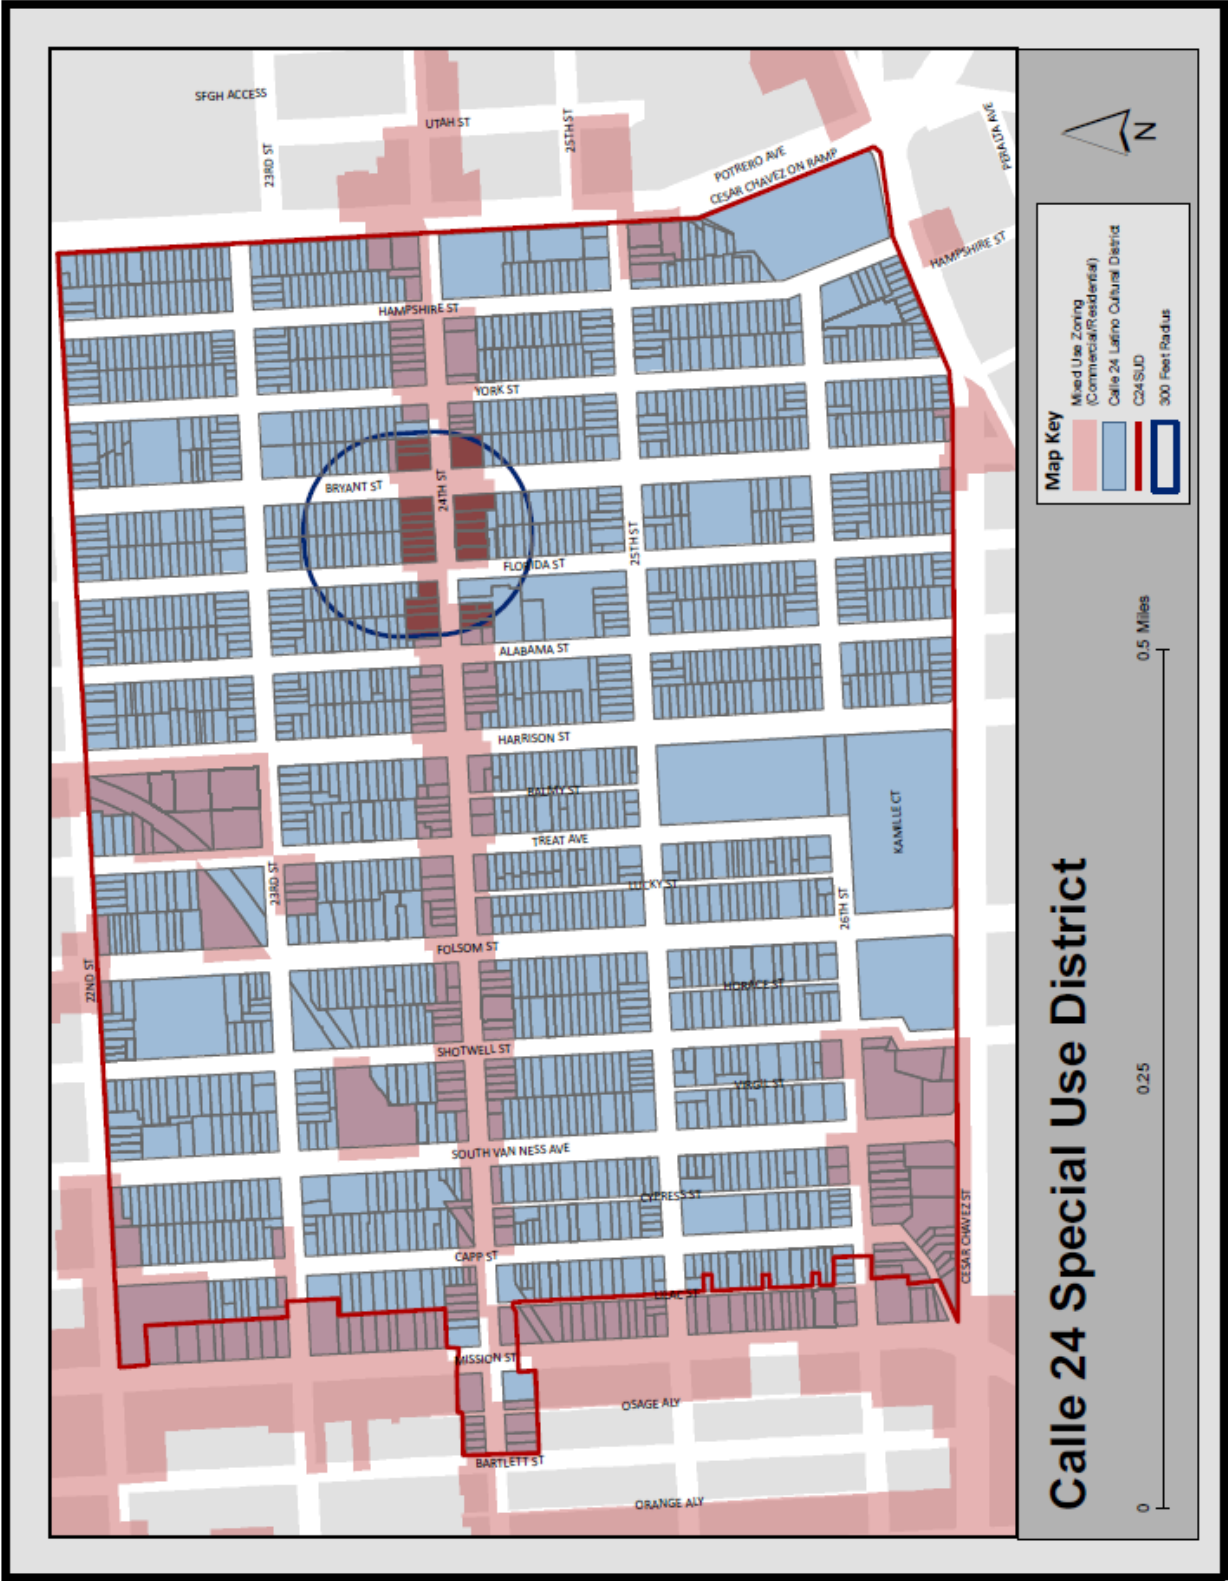 SFGH ACCESS
UTAH ST
23RD ST
25TH ST
POTRERO AVE
CESAR CHAVEZ ON RAMP
PERALTA AVE
HAMPSHIRE ST
HAMPSHIRE ST
YORK ST
BRYANT ST
24TH ST
25TH ST
FLORIDA ST
ALABAMA ST
HARRISON ST
BALMY ST
TREAT AVE
KAMILLE CT
23RD ST
LUCKY ST
26TH ST
FOLSOM ST
22ND ST
HORACE ST
SHOTWELL ST
VIRGIL ST
SOUTH VAN NESS AVE
CYPRESS ST
CESAR CHAVEZ ST
CAPP ST
LILAC ST
MISSION ST
OSAGE ALY
BARTLETT ST
ORANGE ALY
N
Map Key
Mixed Use Zoning
(Commercial/Residential)
Calle 24 Latino Cultural District
C24SUD
300 Feet Radius
Calle 24 Special Use District
0
0.25
0.5 Miles